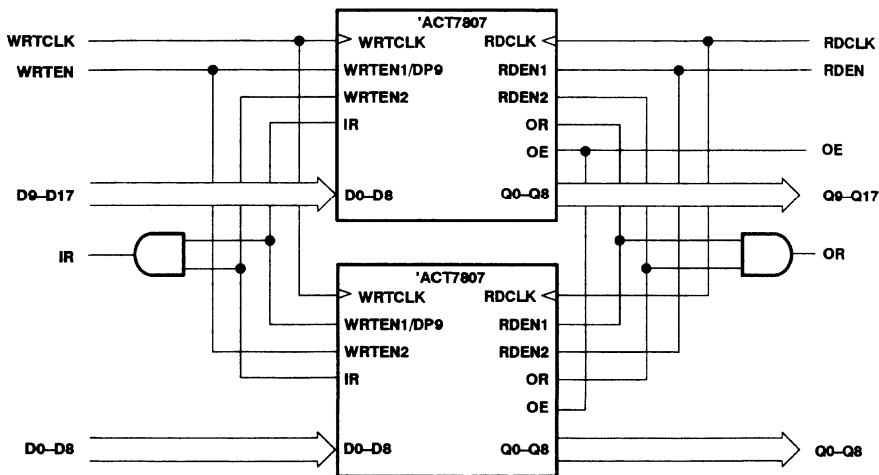 'ACT7807
WRTCLK
WRTCLK
RDCLK
RDCLK
WRTEN
WRTEN1/DP9
RDEN1
RDEN
WRTEN2
RDEN2
IR
OR
OE
OE
D9–D17
D0–D8
Q0–Q8
Q9–Q17
IR
OR
'ACT7807
WRTCLK
RDCLK
WRTEN1/DP9
RDEN1
WRTEN2
RDEN2
IR
OR
OE
D0–D8
D0–D8
Q0–Q8
Q0–Q8